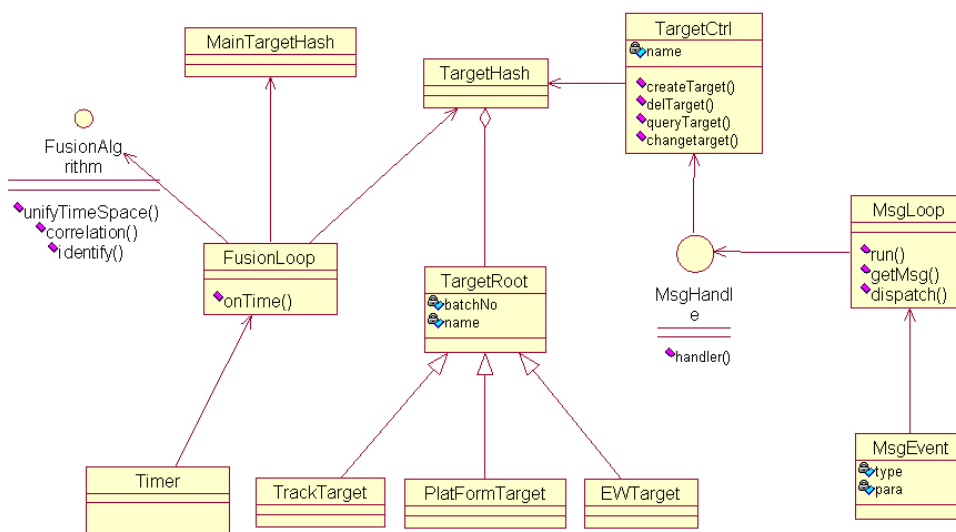 MainTargetHash
TargetHash
TargetCtrl
name
createTarget()
delTarget()
queryTarget()
changetarget()
FusionAlg
rithm
unifyTimeSpace()
correlation()
identify()
FusionLoop
onTime()
TargetRoot
batchNo
name
MsgHandl
e
handler()
MsgLoop
run()
getMsg()
dispatch()
Timer
TrackTarget
PlatFormTarget
EWTarget
MsgEvent
type
para